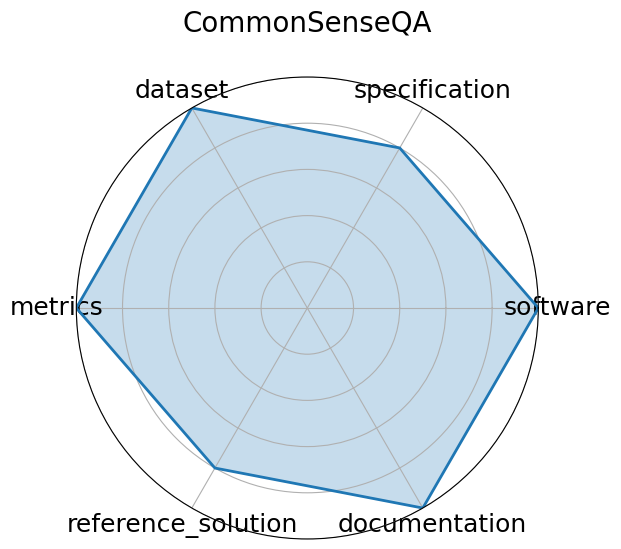 CommonSenseQA
dataset
specification
metrics
software
reference_solution
documentation